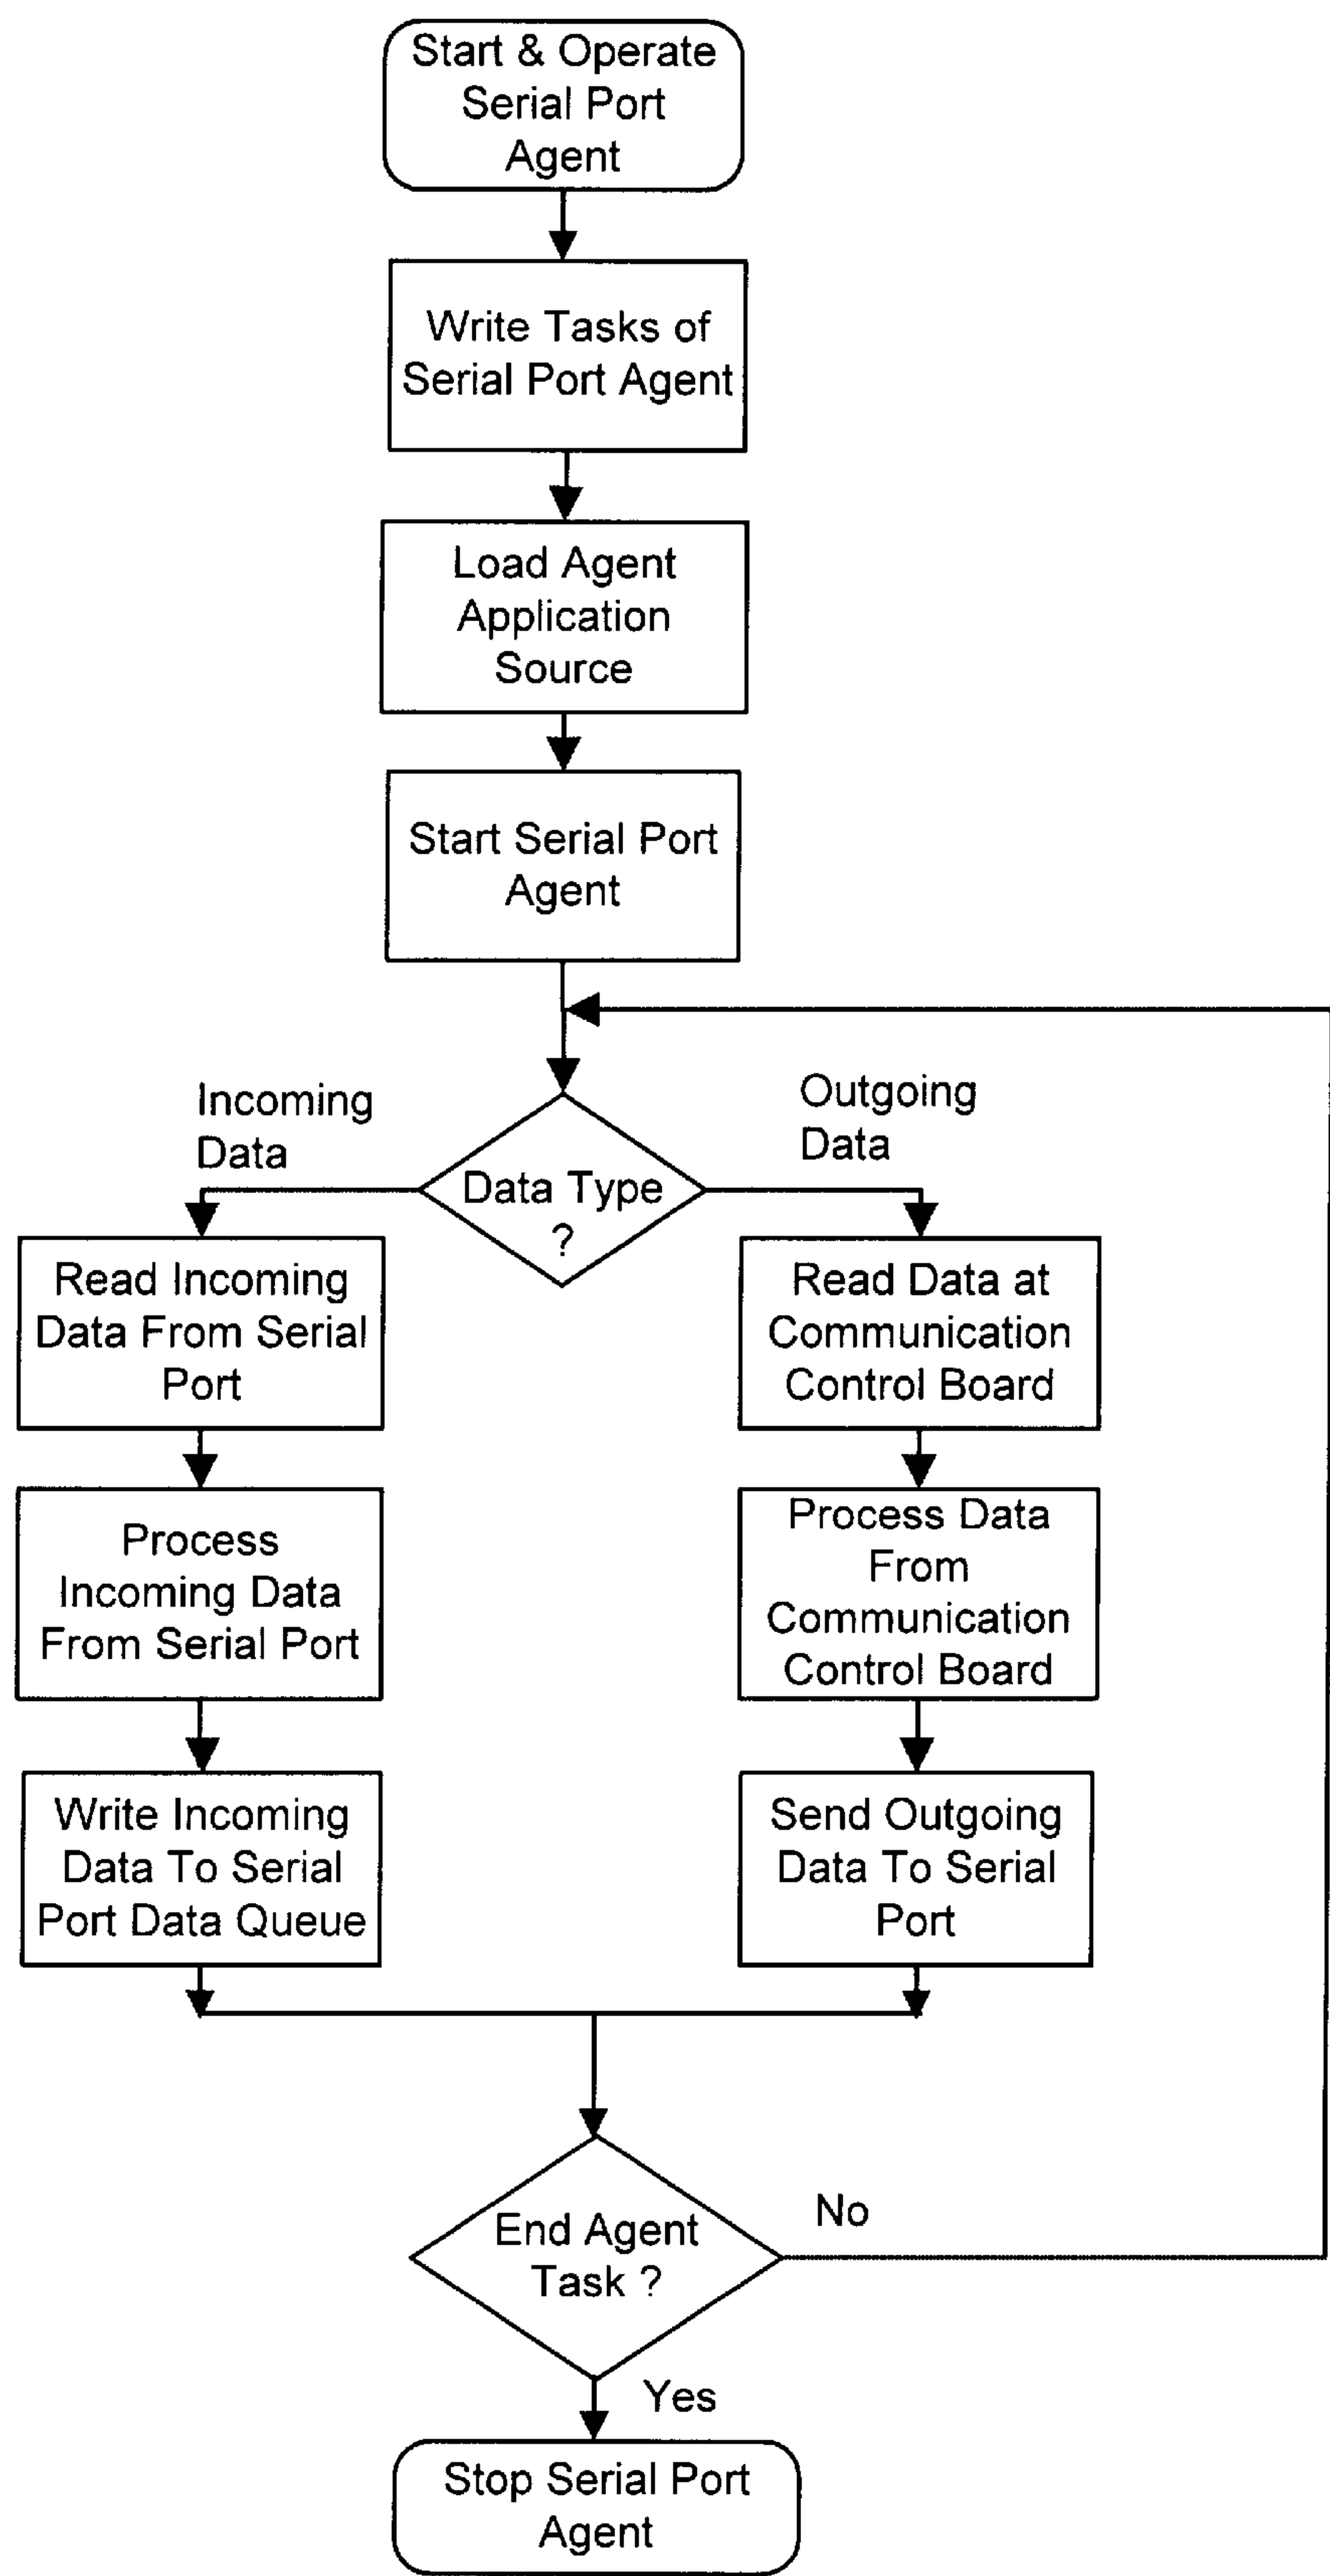 Start & Operate
Serial Port
Agent
Write Tasks of
Serial Port Agent
Load Agent
Application
Source
Start Serial Port
Agent
Incoming
Data
Outgoing
Data
Data Type
?
Read Incoming
Data From Serial
Port
Read Data at
Communication
Control Board
Process
Incoming Data
From Serial Port
Process Data
From
Communication
Control Board
Write Incoming
Data To Serial
Port Data Queue
Send Outgoing
Data To Serial
Port
End Agent
Task ?
No
Yes
Stop Serial Port
Agent